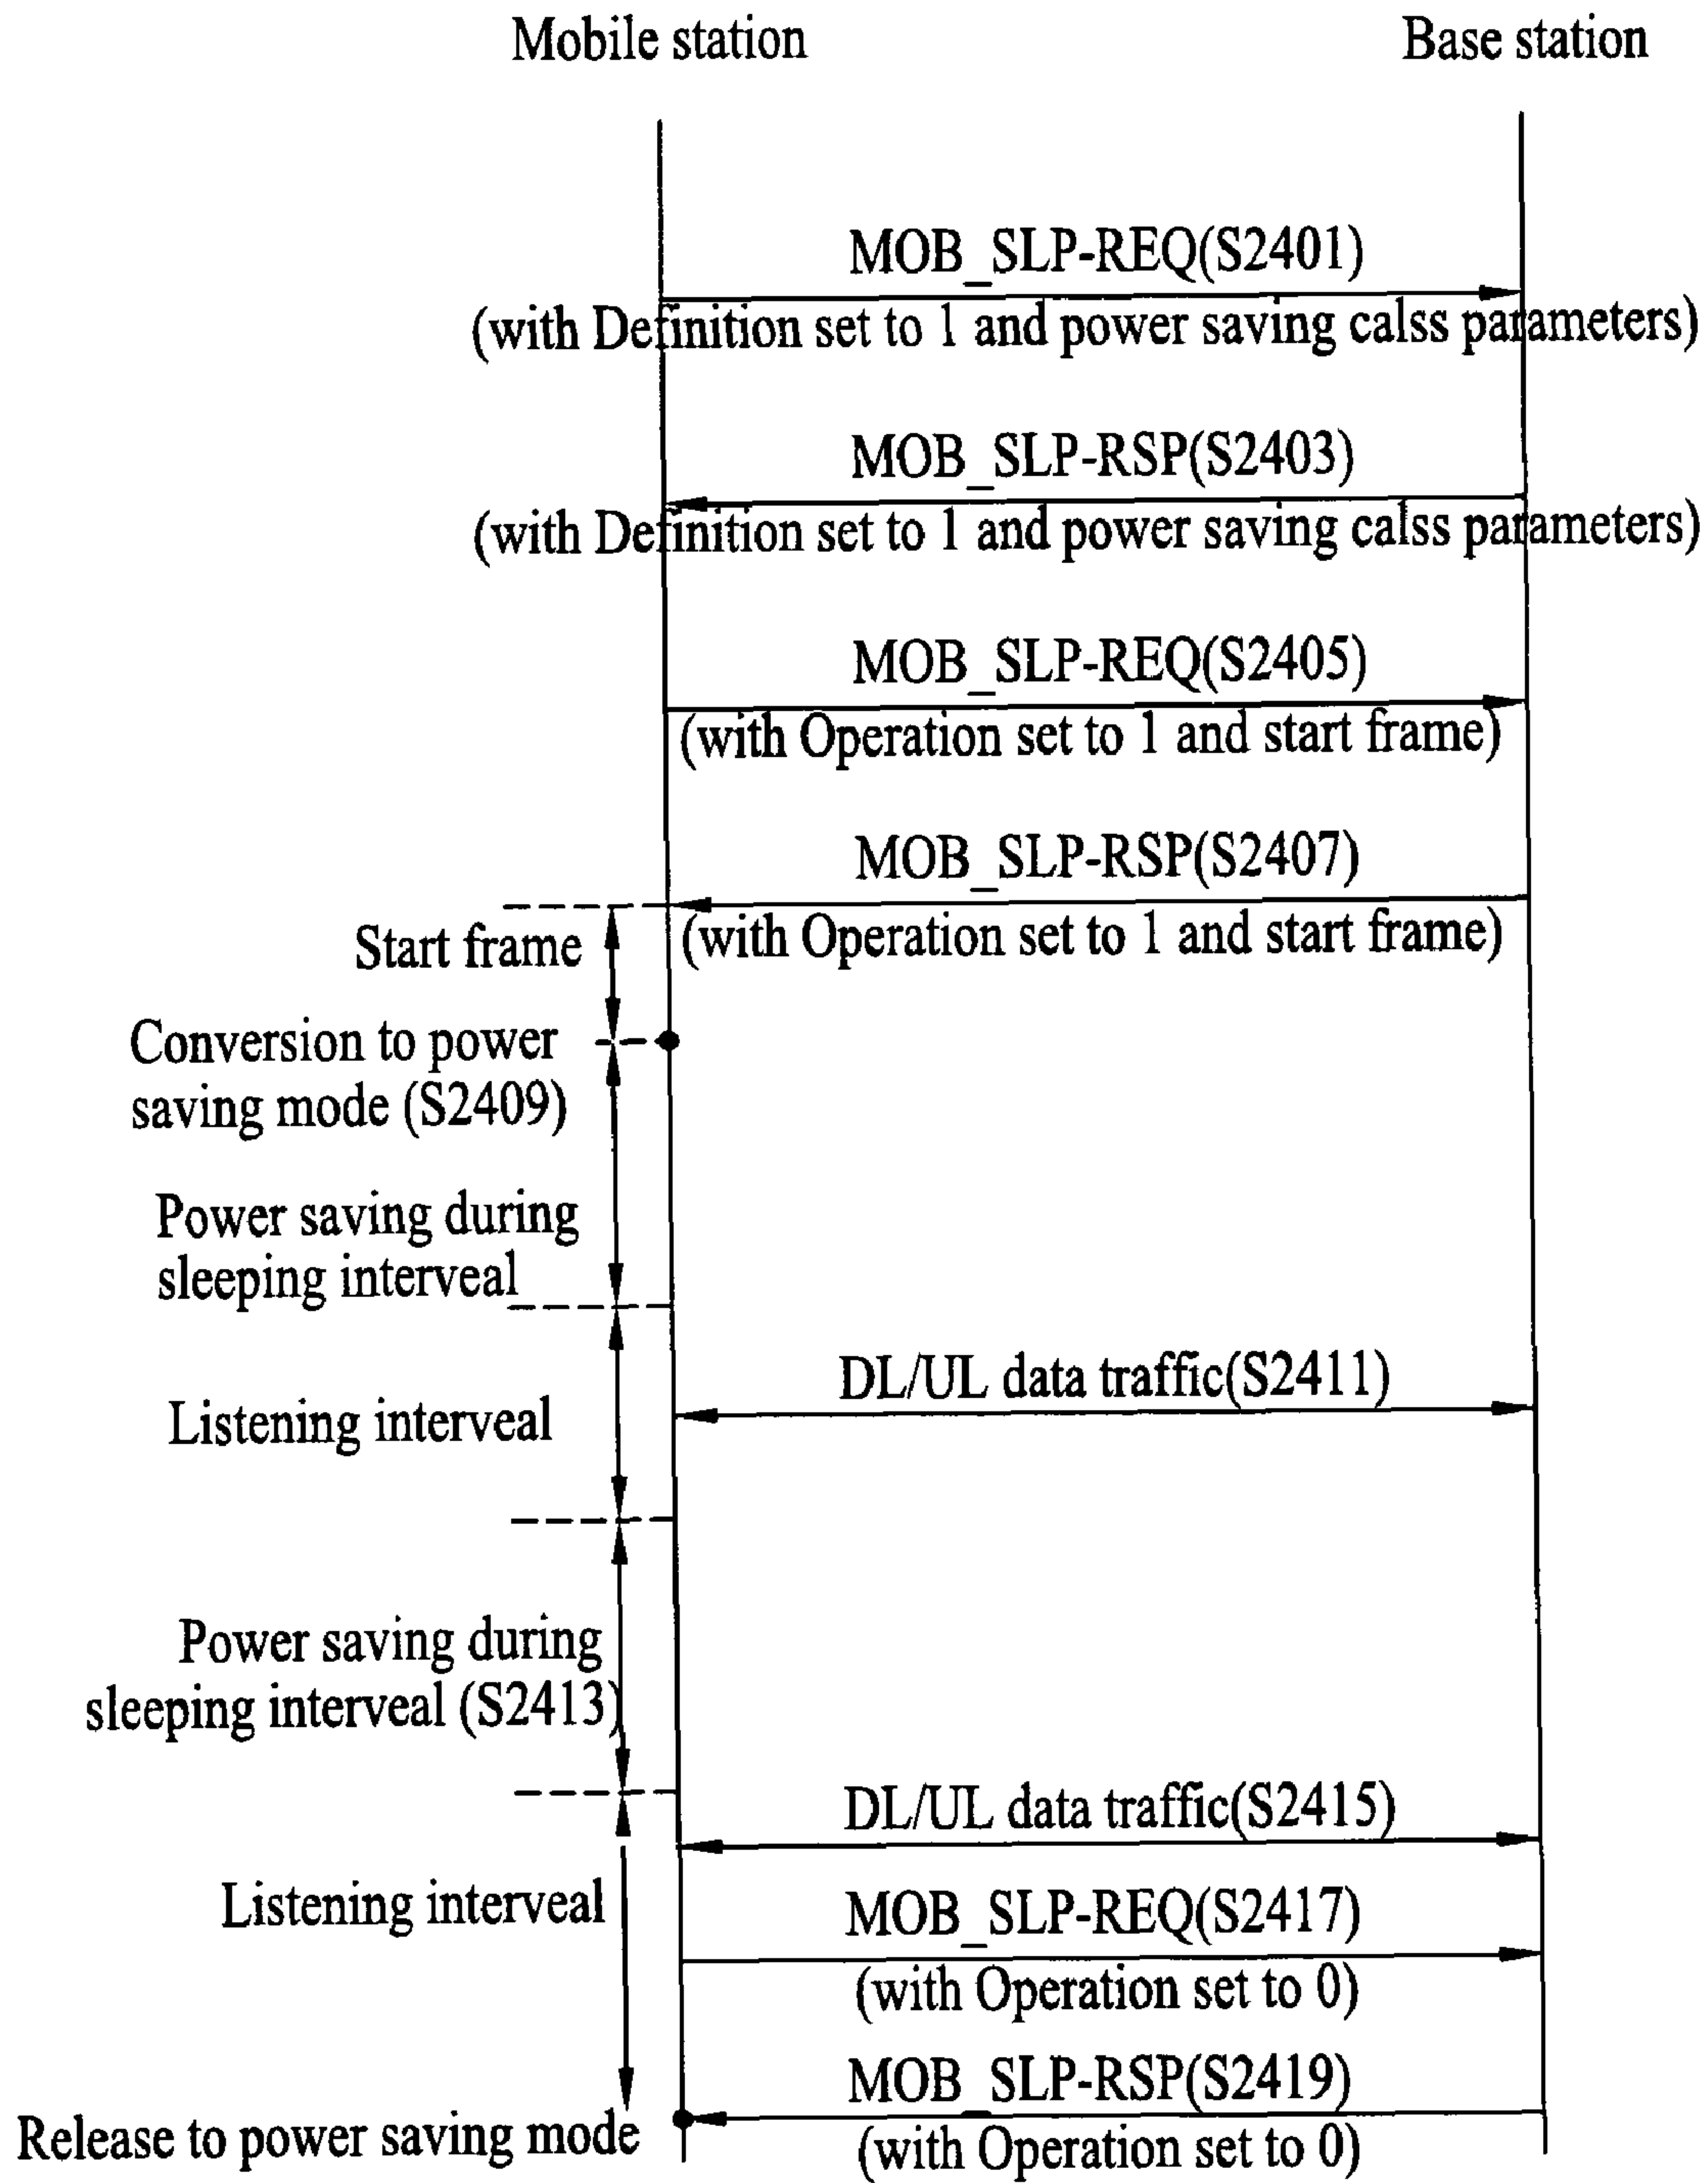 Mobile station
Base station
MOB_SLP-REQ(S2401)
(with Definition set to 1 and power saving calss parameters)
MOB_SLP-RSP(S2403)
(with Definition set to 1 and power saving calss parameters)
MOB_SLP-REQ(S2405)
(with Operation set to 1 and start frame)
MOB_SLP-RSP(S2407)
(with Operation set to 1 and start frame)
Start frame
Conversion to power
saving mode (S2409)
Power saving during
sleeping interveal
Listening interveal
DL/UL data traffic(S2411)
Power saving during
sleeping interveal (S2413)
DL/UL data traffic(S2415)
Listening interveal
MOB_SLP-REQ(S2417)
(with Operation set to 0)
MOB_SLP-RSP(S2419)
Release to power saving mode
(with Operation set to 0)